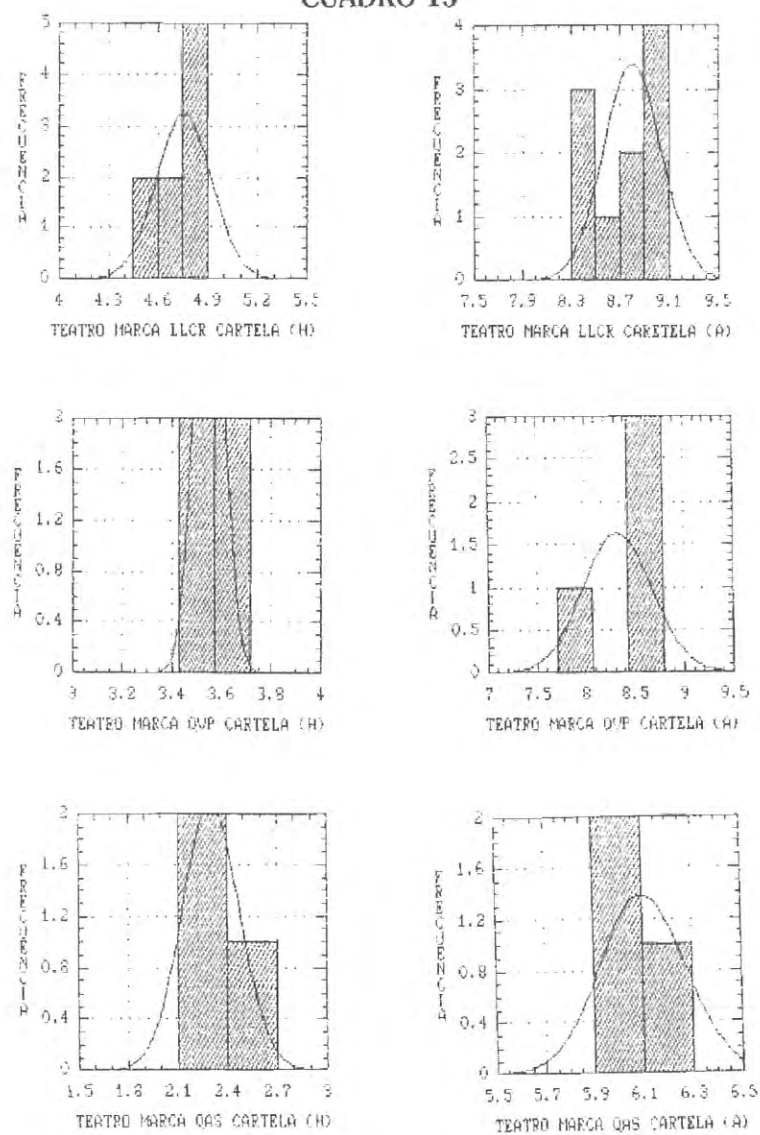 CUADRO 13
FRECUENCIA
5
4
3
2
1
0
4 4.3 4.6 4.9 5.2 5.5
TEATRO MARCA LLCR CARTELA (H)
FRECUENCIA
4
3
2
1
0
7.5 7.9 8.3 8.7 9.1 9.5
TEATRO MARCA LLCR CARETELA (A)
FRECUENCIA
2
1.6
1.2
0.8
0.4
0
3 3.2 3.4 3.6 3.8 4
TEATRO MARCA QVP CARTELA (H)
FRECUENCIA
3
2.5
2
1.5
1
0.5
0
7 7.5 8 8.5 9 9.5
TEATRO MARCA QVP CARTELA (A)
FRECUENCIA
2
1.6
1.2
0.8
0.4
0
1.5 1.8 2.1 2.4 2.7 3
TEATRO MARCA QAS CARTELA (H)
FRECUENCIA
2
1.6
1.2
0.8
0.4
0
5.5 5.7 5.9 6.1 6.3 6.5
TEATRO MARCA QAS CARTELA (A)